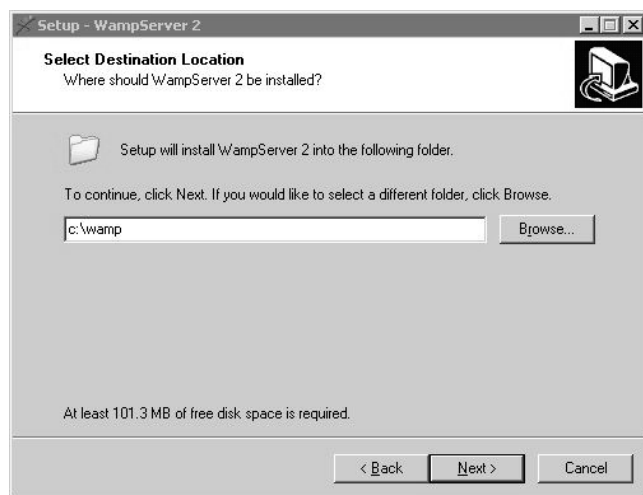 Setup - WampServer 2
Select Destination Location
Where should WampServer 2 be installed?
Setup will install WampServer 2 into the following folder.
To continue, click Next. If you would like to select a different folder, click Browse.
c:\wamp
Browse...
At least 101.3 MB of free disk space is required.
< Back
Next >
Cancel